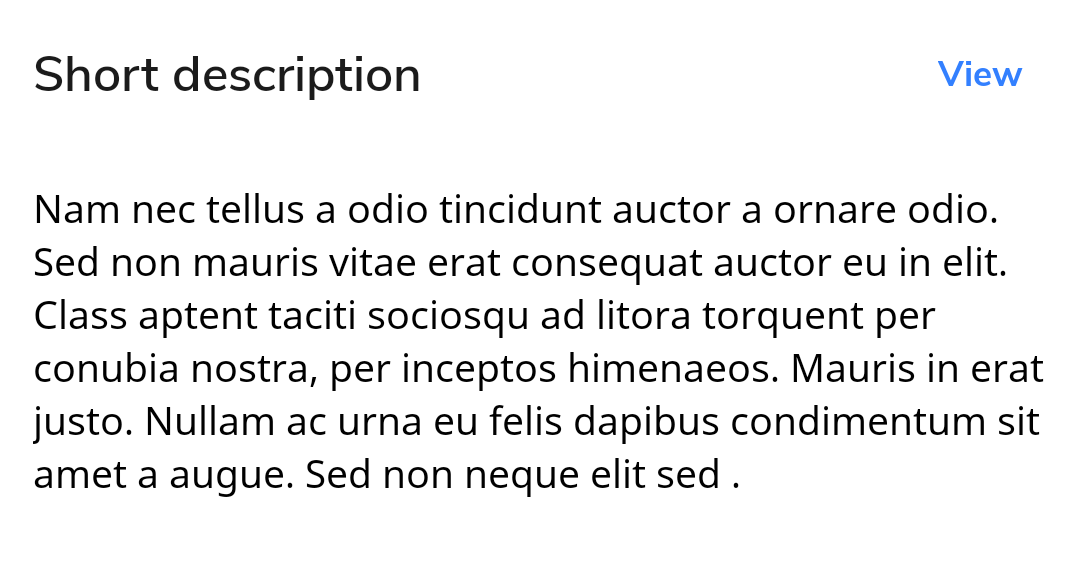 Short description
View
Nam nec tellus a odio tincidunt auctor a ornare odio.
Sed non mauris vitae erat consequat auctor eu in elit.
Class aptent taciti sociosqu ad litora torquent per
conubia nostra, per inceptos himenaeos. Mauris in erat
justo. Nullam ac urna eu felis dapibus condimentum sit
amet a augue. Sed non neque elit sed .